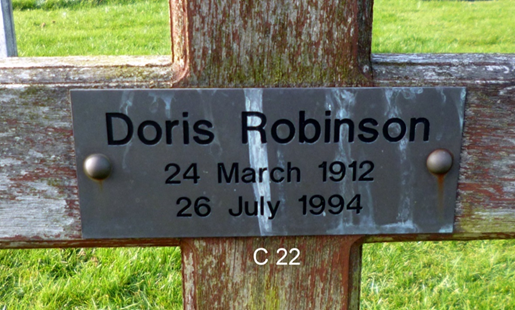 Doris Robinson
24 March 1912
26 July 1994
C 22